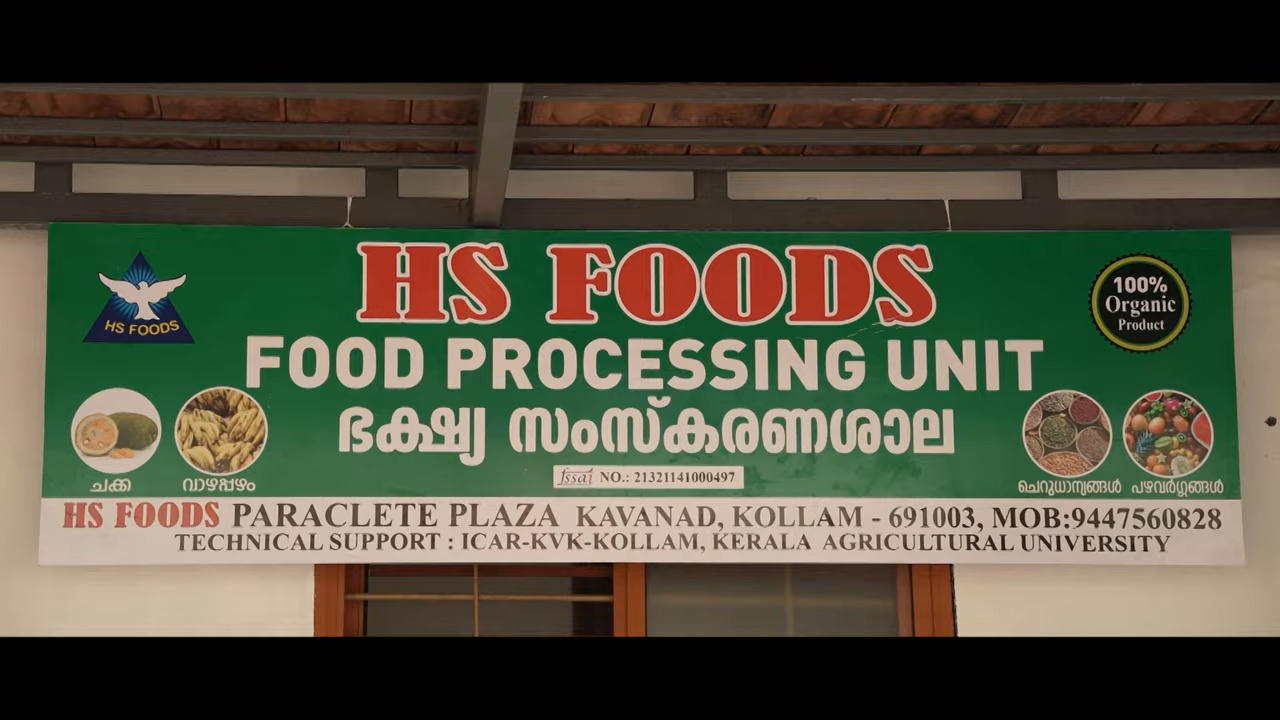 HS FOODS
HS FOODS
100%
Organic
Product
FOOD PROCESSING UNIT
ഭക്ഷ്യ സംസ്കരണശാല
fssai NO.: 21321141000497
ചക്ക
വാഴപ്പഴം
ചെറുധാന്യങ്ങൾ
പഴവർഗ്ഗങ്ങൾ
HS FOODS PARACLETE PLAZA KAVANAD, KOLLAM - 691003, MOB:9447560828
TECHNICAL SUPPORT : ICAR-KVK-KOLLAM, KERALA AGRICULTURAL UNIVERSITY